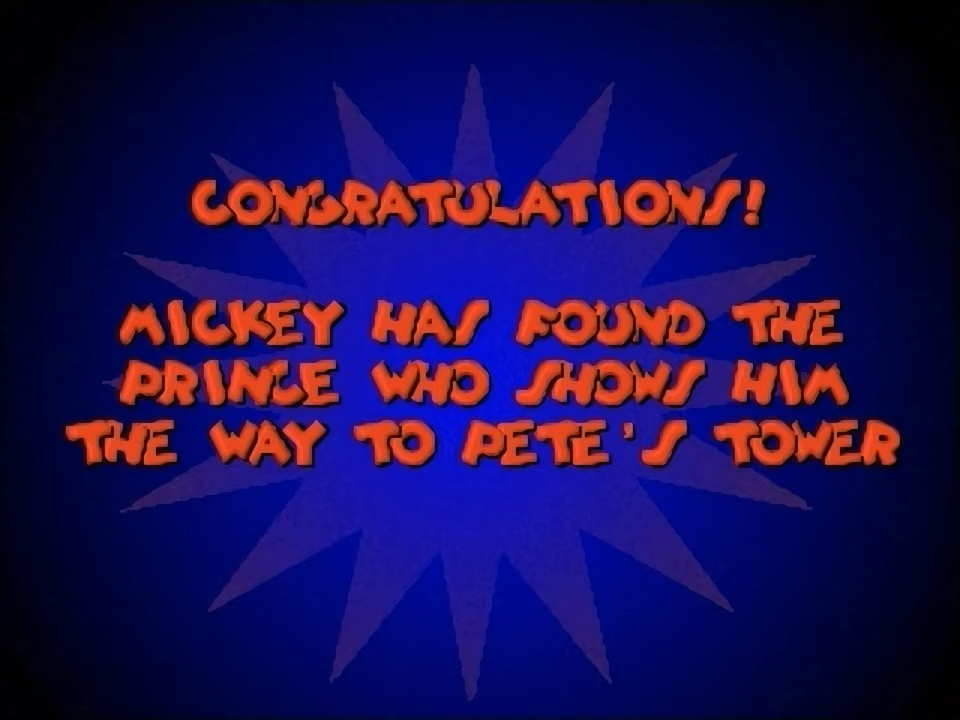 CONGRATULATIONS!
MICKEY HAS FOUND THE
PRINCE WHO SHOWS HIM
THE WAY TO PETE'S TOWER